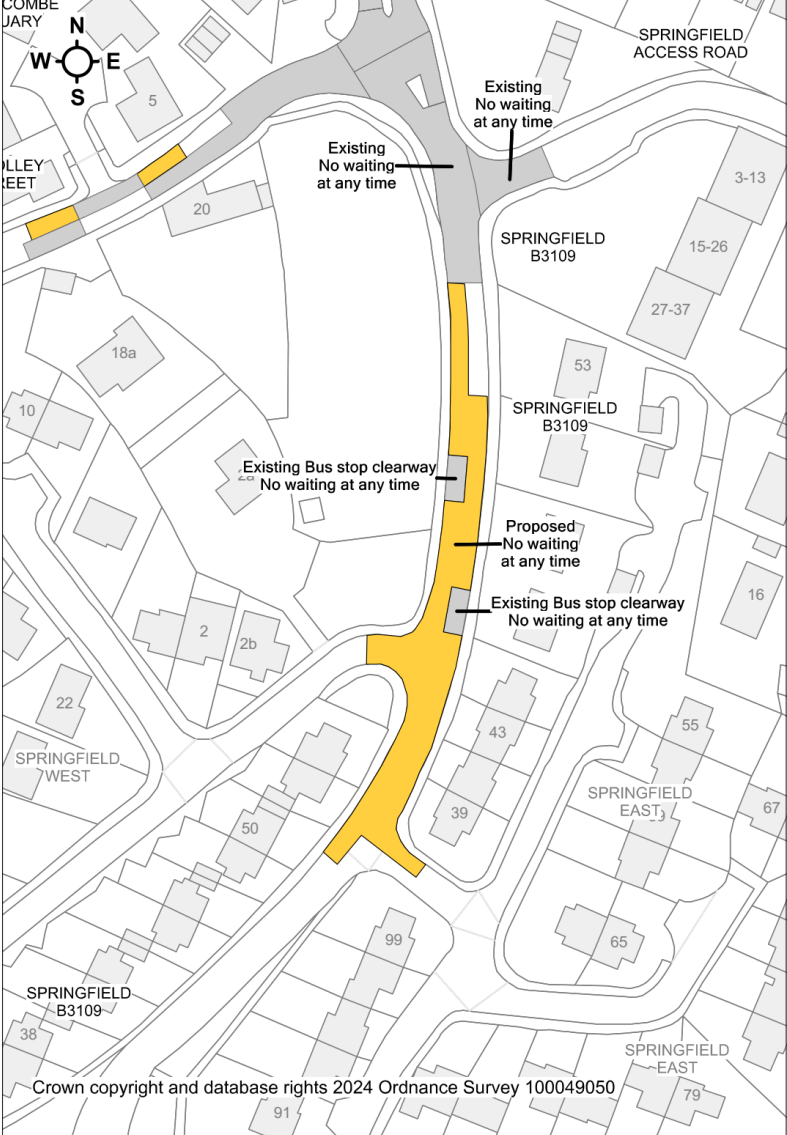 COMBE
UARY
N
W E
S
SPRINGFIELD
ACCESS ROAD
5
Existing
No waiting
at any time
Existing
No waiting
at any time
OLLEY
REET
20
3-13
SPRINGFIELD
B3109
15-26
27-37
18a
53
10
SPRINGFIELD
B3109
Existing Bus stop clearway
No waiting at any time
Proposed
No waiting
at any time
16
Existing Bus stop clearway
No waiting at any time
2
2b
22
43
55
SPRINGFIELD
WEST
SPRINGFIELD
EAST
67
39
50
99
65
SPRINGFIELD
B3109
38
SPRINGFIELD
EAST
Crown copyright and database rights 2024 Ordnance Survey 100049050
79
91